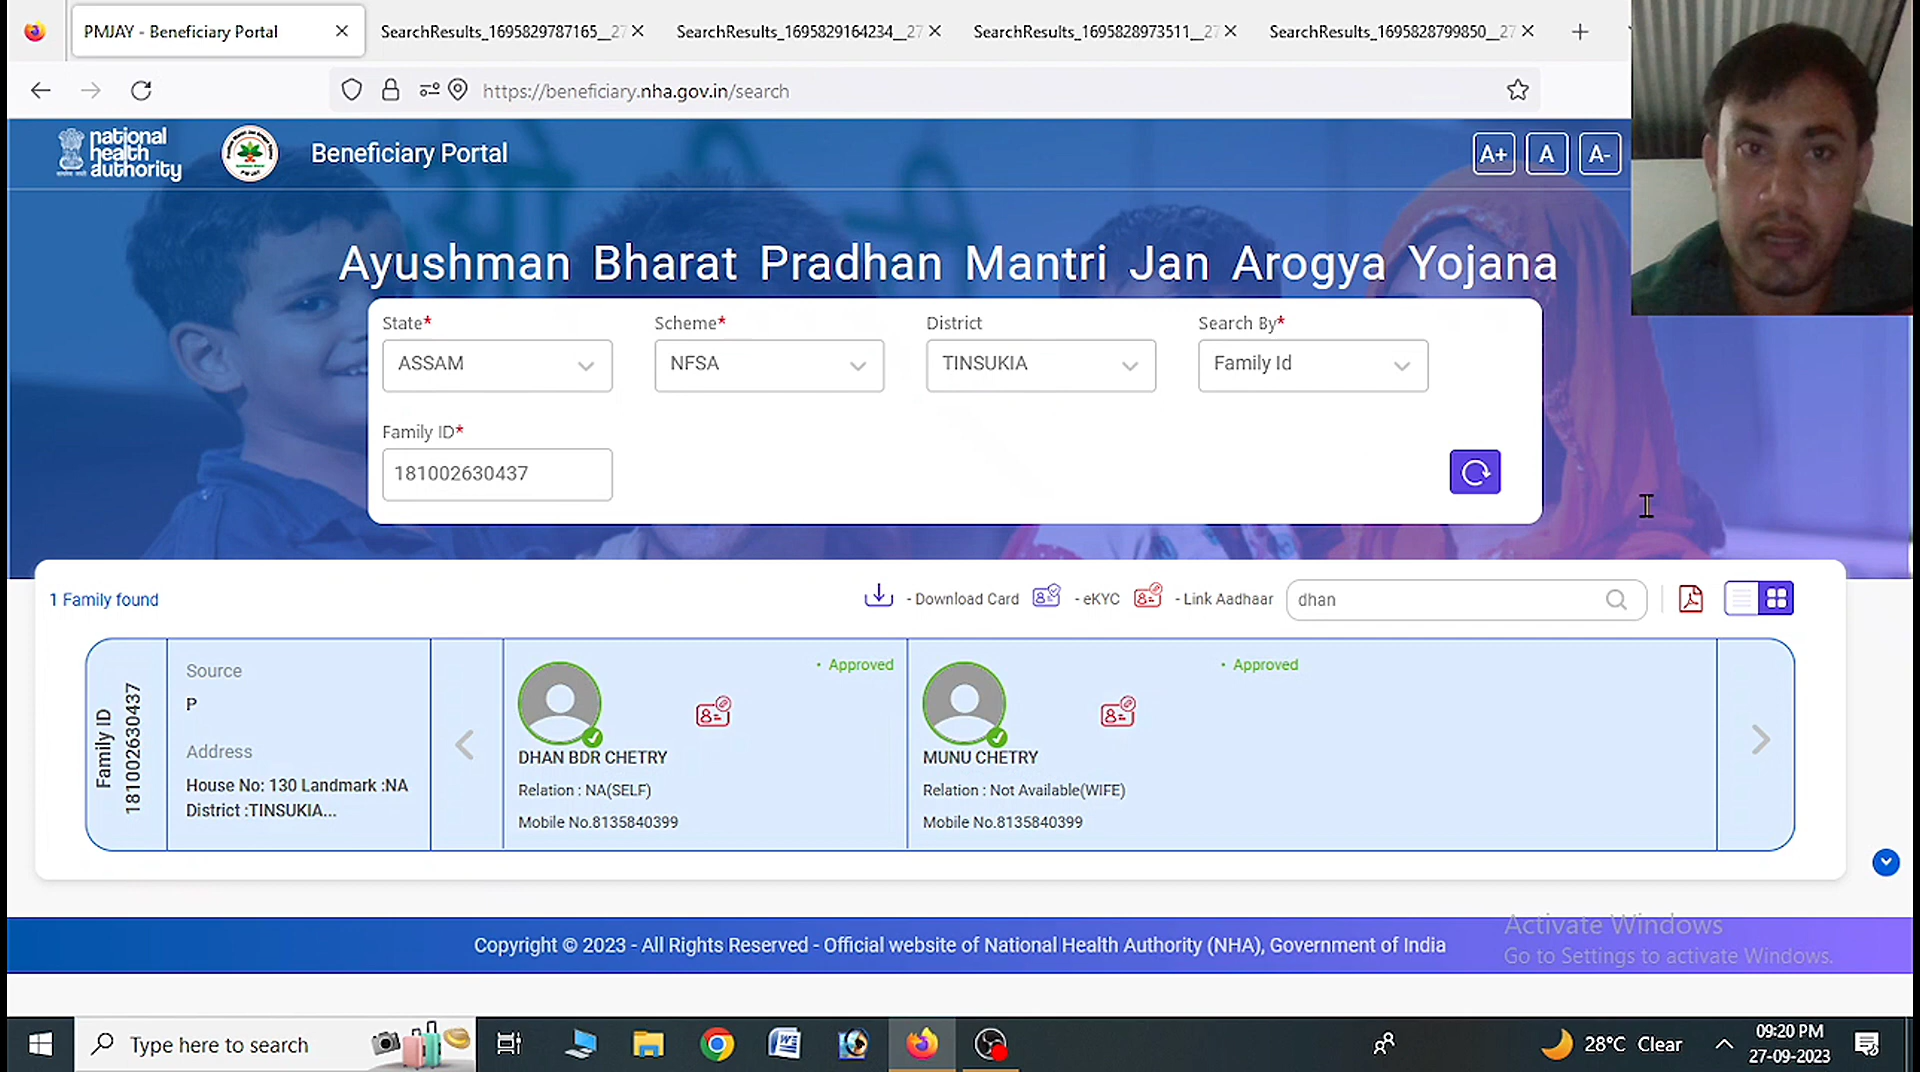 PMJAY - Beneficiary Portal
SearchResults_1695829787165__27
SearchResults_1695829164234__27
SearchResults_1695828973511__27
SearchResults_1695828799850__27
https://beneficiary.nha.gov.in/search
national
health
authority
Beneficiary Portal
A+
A
A-
Ayushman Bharat Pradhan Mantri Jan Arogya Yojana
State*
Scheme*
District
Search By*
ASSAM
NFSA
TINSUKIA
Family Id
Family ID*
181002630437
1 Family found
- Download Card
- eKYC
- Link Aadhaar
dhan
Family ID
181002630437
Source
P
Address
House No: 130 Landmark :NA
District :TINSUKIA...
• Approved
DHAN BDR CHETRY
Relation : NA(SELF)
Mobile No.8135840399
• Approved
MUNU CHETRY
Relation : Not Available(WIFE)
Mobile No.8135840399
Activate Windows
Go to Settings to activate Windows.
Copyright © 2023 - All Rights Reserved - Official website of National Health Authority (NHA), Government of India
Type here to search
28°C Clear
09:20 PM
27-09-2023